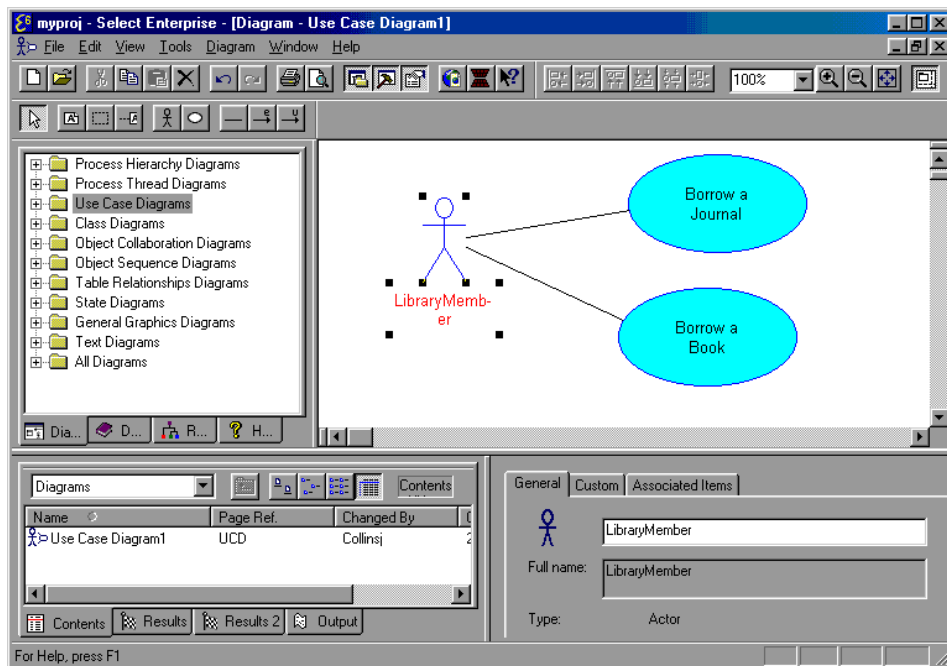 myproj - Select Enterprise - [Diagram - Use Case Diagram1]
File Edit View Tools Diagram Window Help
100%
Process Hierarchy Diagrams
Process Thread Diagrams
Use Case Diagrams
Class Diagrams
Object Collaboration Diagrams
Object Sequence Diagrams
Table Relationships Diagrams
State Diagrams
General Graphics Diagrams
Text Diagrams
All Diagrams
Dia... D... R... H...
LibraryMemb-
er
Borrow a
Journal
Borrow a
Book
Diagrams
Contents
Name Page Ref. Changed By
Use Case Diagram1 UCD Collinsj
Contents Results Results 2 Output
General Custom Associated Items
LibraryMember
Full name: LibraryMember
Type: Actor
For Help, press F1